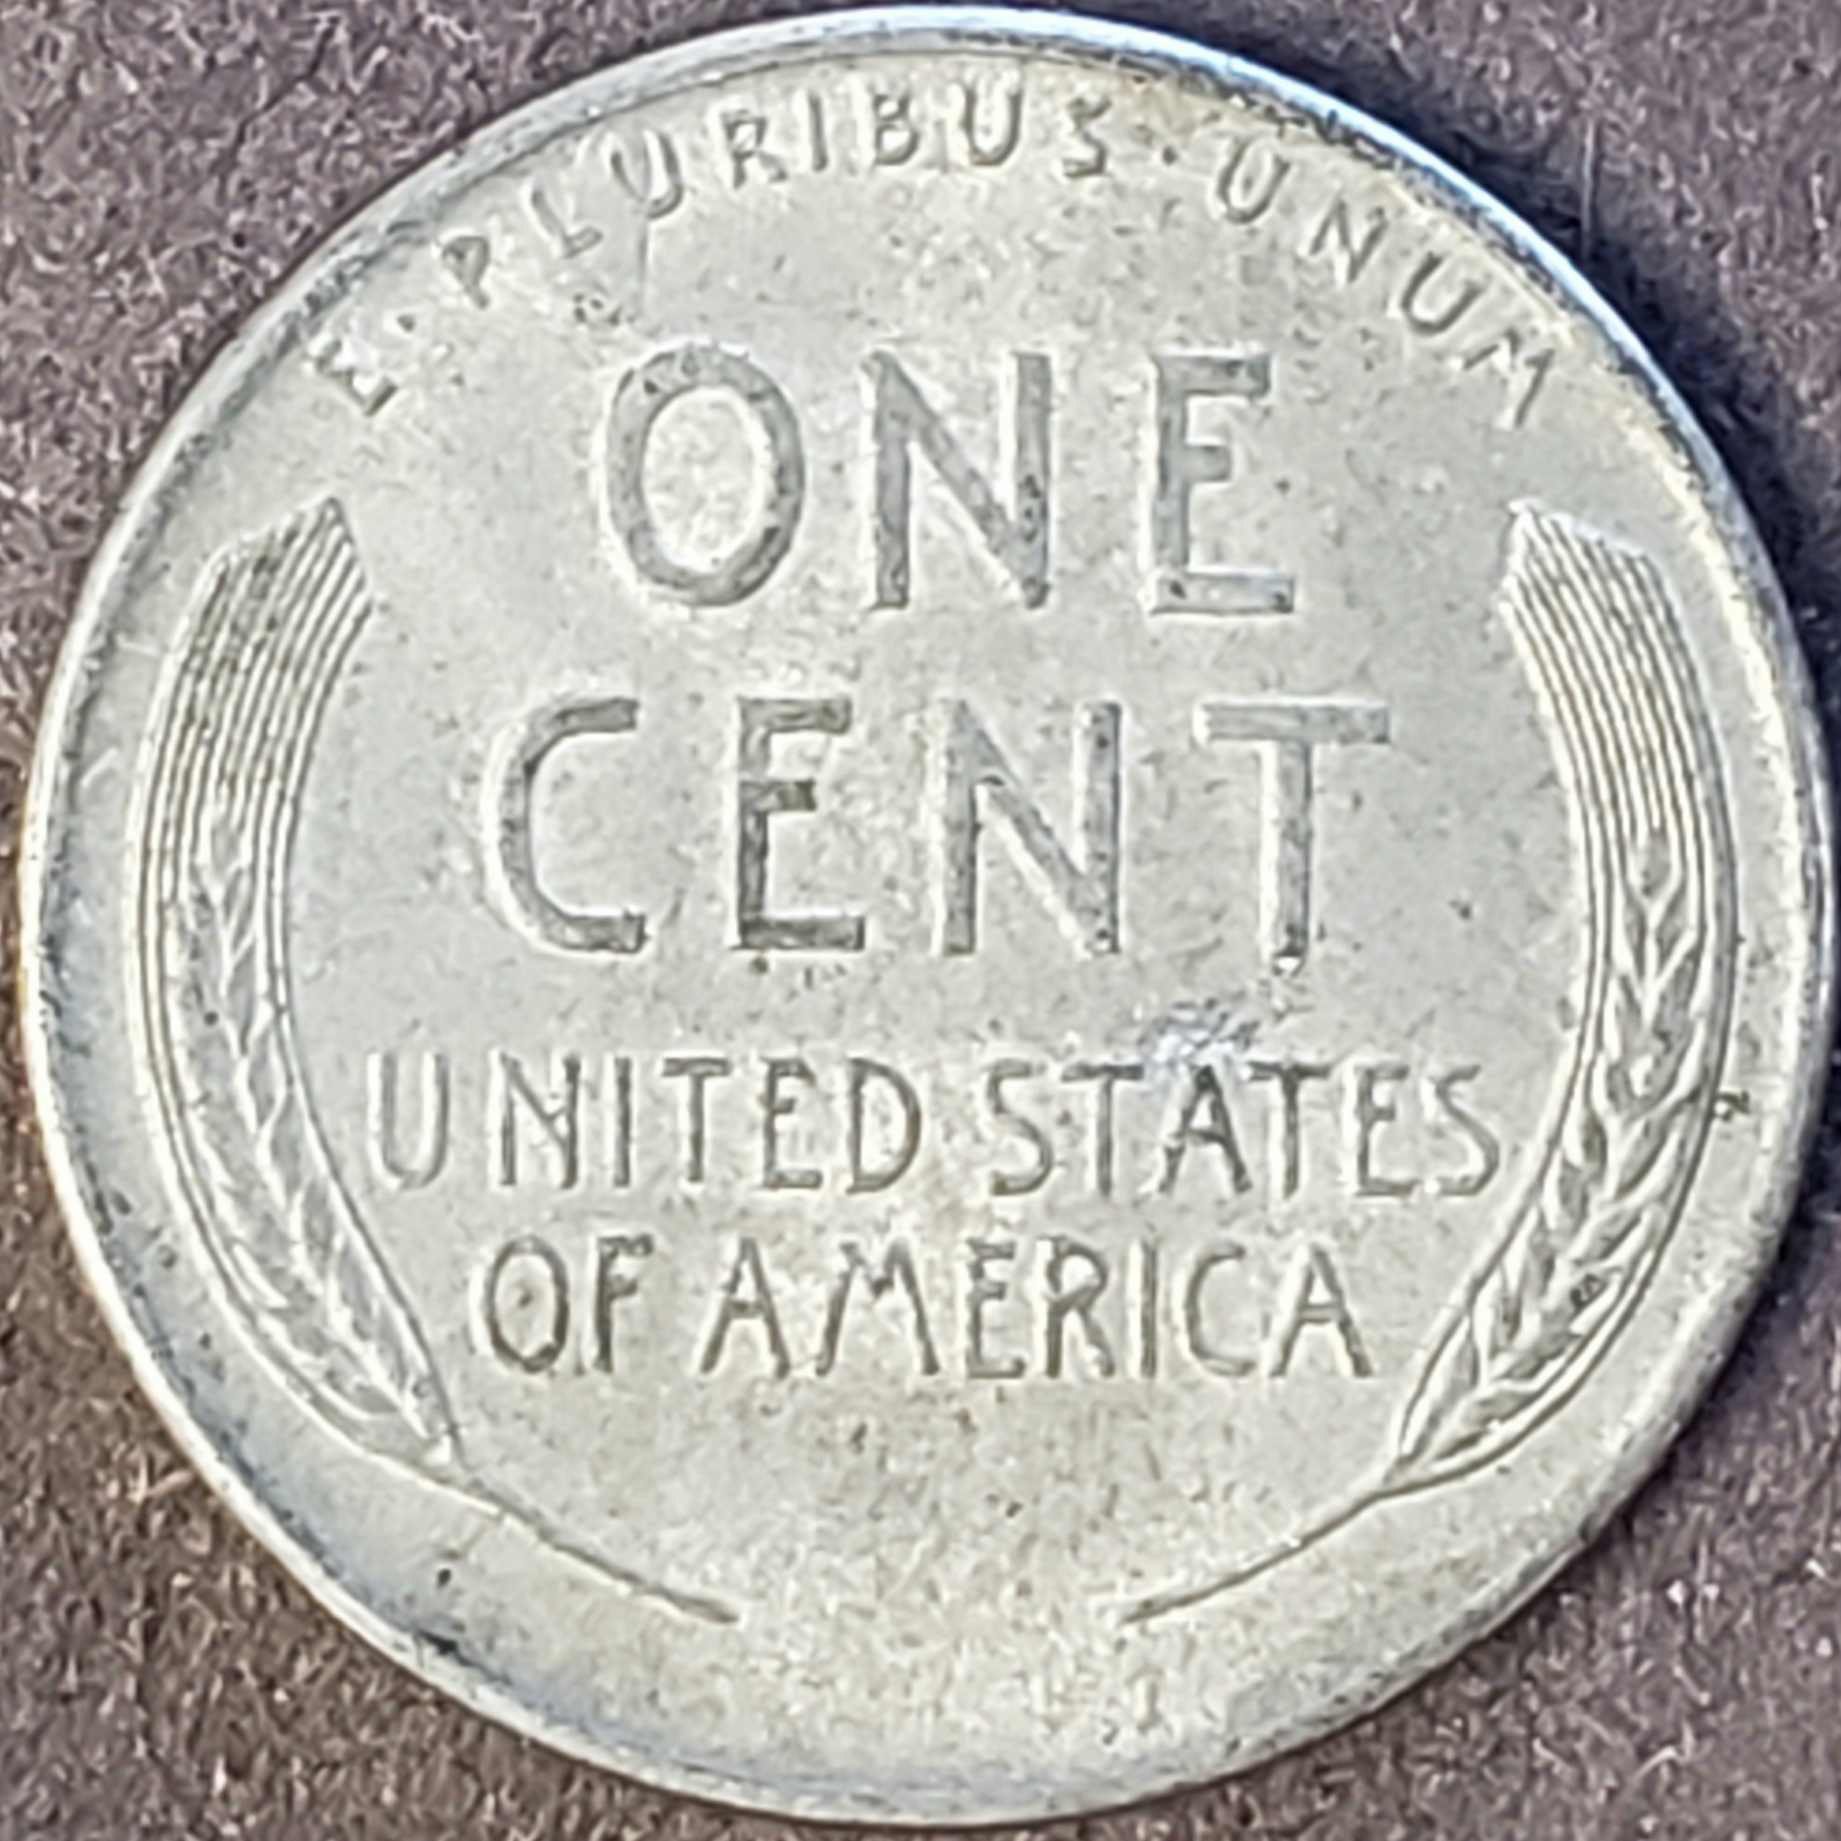 E·PLURIBUS·UNUM
ONE
CENT
UNITED STATES
OF AMERICA